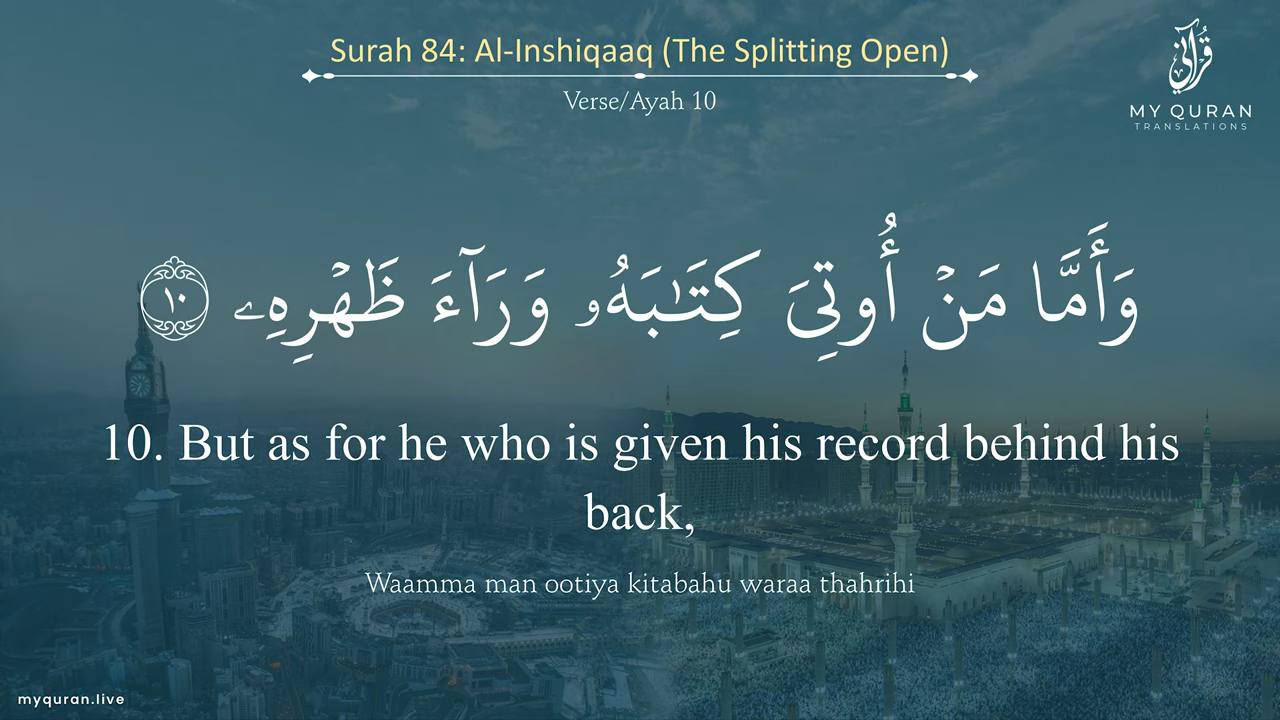 Surah 84: Al-Inshiqaaq (The Splitting Open)
Verse/Ayah 10
قرآني
MY QURAN
TRANSLATIONS
وَأَمَّا مَنْ أُوتِىَ كِتَـٰبَهُۥ وَرَآءَ ظَهْرِهِۦ ١٠
10. But as for he who is given his record behind his
back,
Waamma man ootiya kitabahu waraa thahrihi
myquran.live